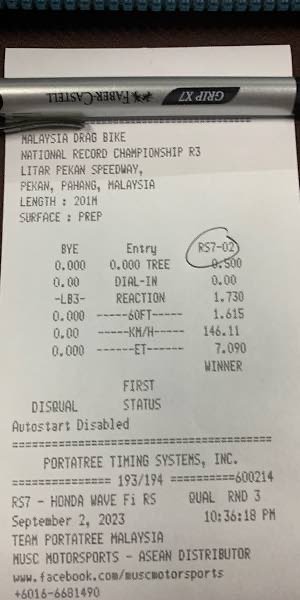 GRIP X7 FABER-CASTELL
MALAYSIA DRAG BIKE
NATIONAL RECORD CHAMPIONSHIP R3
LITAR PEKAN SPEEDWAY,
PEKAN, PAHANG, MALAYSIA
LENGTH : 201M
SURFACE : PREP
BYE Entry RS7-02
0.000 0.000 TREE 0.500
0.00 DIAL-IN 0.00
-LB3- REACTION 1.730
0.000 ------60FT----- 1.615
0.00 ------KM/H----- 146.11
0.000 ------ET------- 7.090
WINNER
FIRST
DISQUAL STATUS
Autostart Disabled
=======================================
PORTATREE TIMING SYSTEMS, INC.
=============== 193/194 ==========600214
RS7 - HONDA WAVE Fi RS QUAL RND 3
September 2, 2023 10:36:18 PM
TEAM PORTATREE MALAYSIA
MUSC MOTORSPORTS - ASEAN DISTRIBUTOR
www.facebook.com/muscmotorsports
+6016-6681490